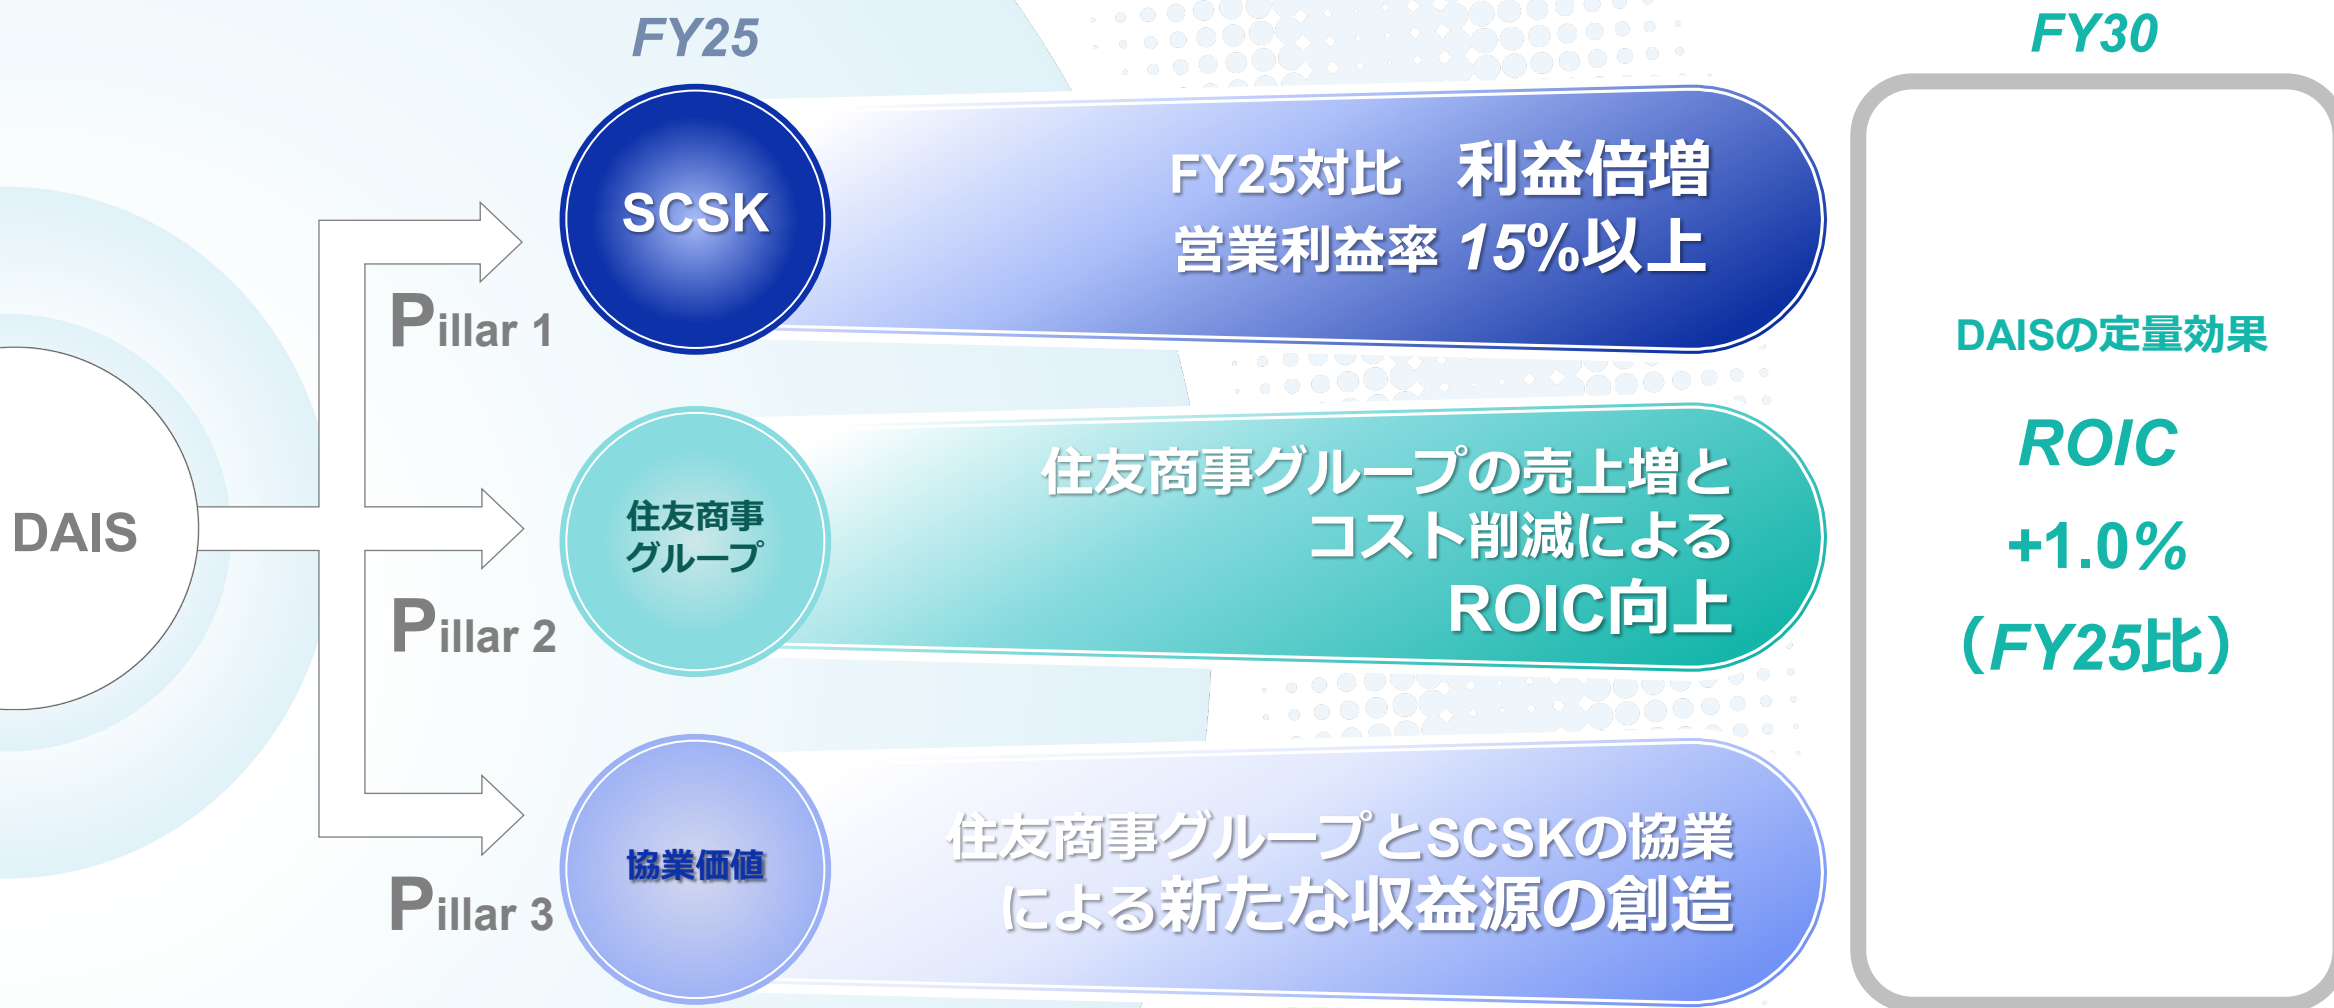 FY25
FY30
DAIS
Pillar 1
SCSK
FY25対比 利益倍増
営業利益率 15%以上
Pillar 2
住友商事
グループ
住友商事グループの売上増と
コスト削減による
ROIC向上
Pillar 3
協業価値
住友商事グループとSCSKの協業
による新たな収益源の創造
DAISの定量効果
ROIC
+1.0%
（FY25比）